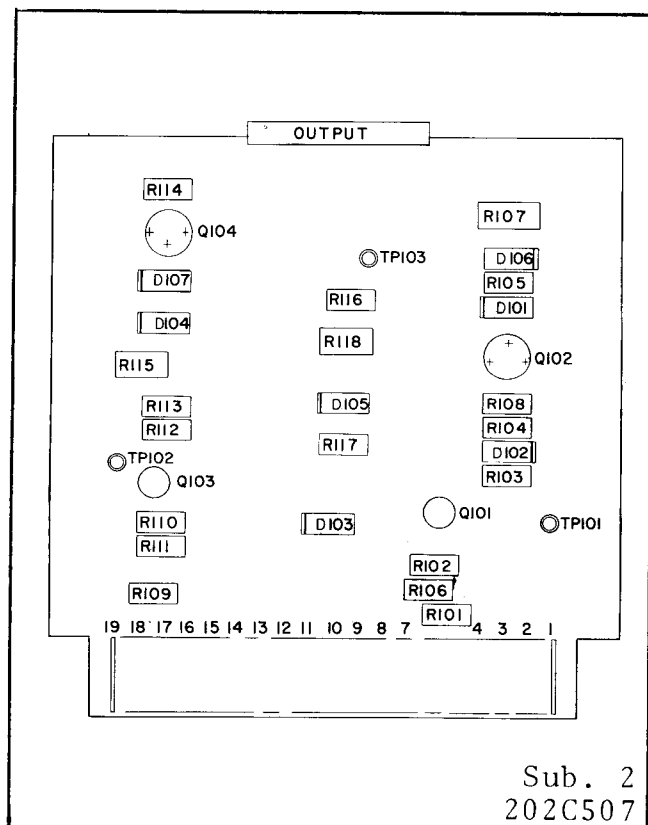 OUTPUT
R114
R107
Q104
TP103
D106
D107
R105
R116
D101
D104
R118
R115
Q102
D105
R113
R108
R112
R104
R117
D102
TP102
R103
Q103
Q101
R110
D103
TP101
R111
R102
R109
R106
R101
19 18 17 16 15 14 13 12 11 10 9 8 7 4 3 2 1
Sub. 2
202C507